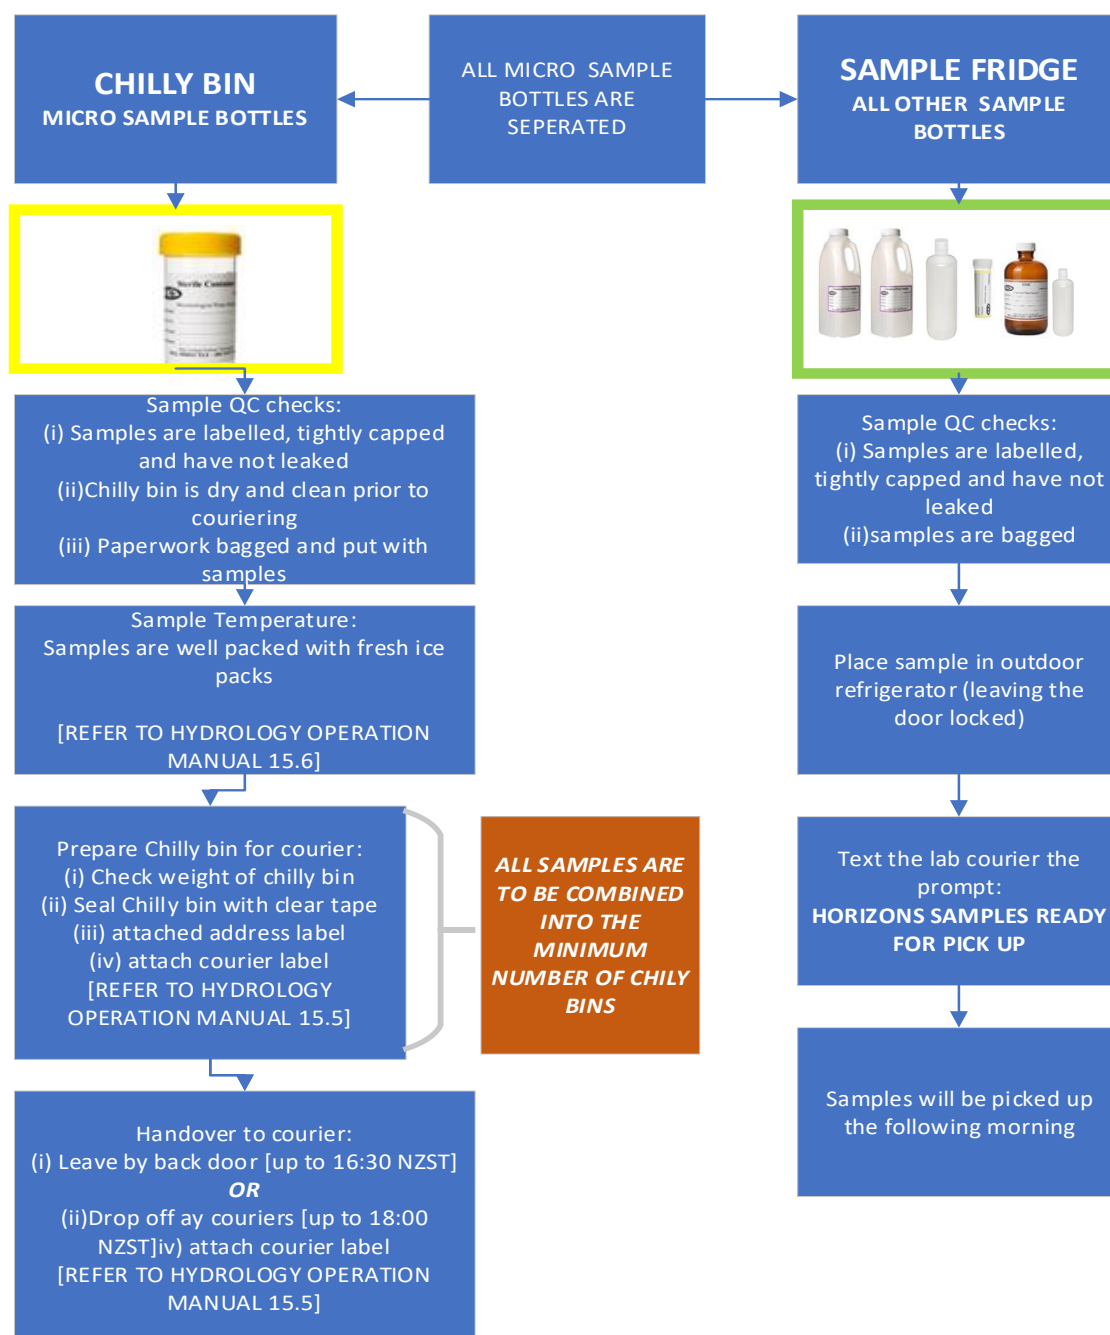 CHILLY BIN
MICRO SAMPLE BOTTLES
ALL MICRO  SAMPLE
BOTTLES ARE
SEPERATED
SAMPLE FRIDGE
ALL OTHER  SAMPLE
BOTTLES
Sterile Container
Sample QC checks:
(i) Samples are labelled, tightly capped
and have not leaked
(ii)Chilly bin is dry and clean prior to
couriering
(iii) Paperwork bagged and put with
samples
Sample Temperature:
Samples are well packed with fresh ice
packs
[REFER TO HYDROLOGY OPERATION
MANUAL 15.6]
Prepare Chilly bin for courier:
(i) Check weight of chilly bin
(ii) Seal Chilly bin with clear tape
(iii) attached address label
(iv) attach courier label
[REFER TO HYDROLOGY
OPERATION MANUAL 15.5]
ALL SAMPLES ARE
TO BE COMBINED
INTO THE
MINIMUM
NUMBER OF CHILY
BINS
Handover to courier:
(i) Leave by back door [up to 16:30 NZST]
OR
(ii)Drop off ay couriers [up to 18:00
NZST]iv) attach courier label
[REFER TO HYDROLOGY OPERATION
MANUAL 15.5]
Sample QC checks:
(i) Samples are labelled,
tightly capped and have not
leaked
(ii)samples are bagged
Place sample in outdoor
refrigerator (leaving the
door locked)
Text the lab courier the
prompt:
HORIZONS SAMPLES READY
FOR PICK UP
Samples will be picked up
the following morning